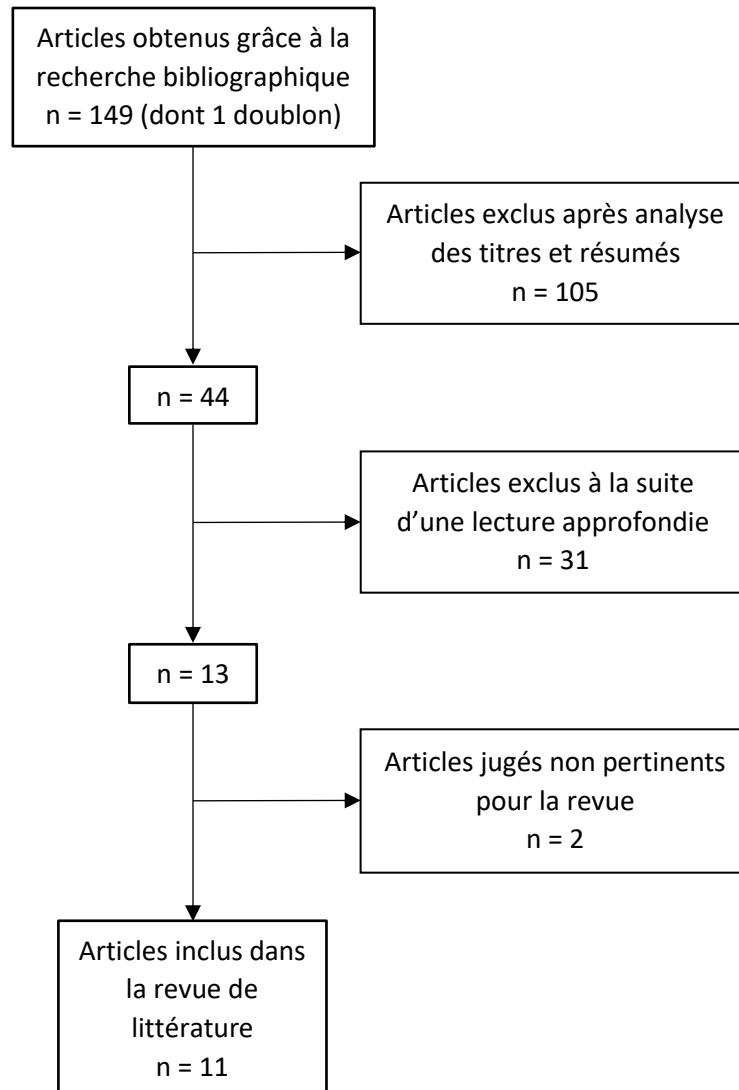 Articles obtenus grâce à la
recherche bibliographique
n = 149 (dont 1 doublon)
Articles exclus après analyse
des titres et résumés
n = 105
n = 44
Articles exclus à la suite
d’une lecture approfondie
n = 31
n = 13
Articles jugés non pertinents
pour la revue
n = 2
Articles inclus dans
la revue de
littérature
n = 11